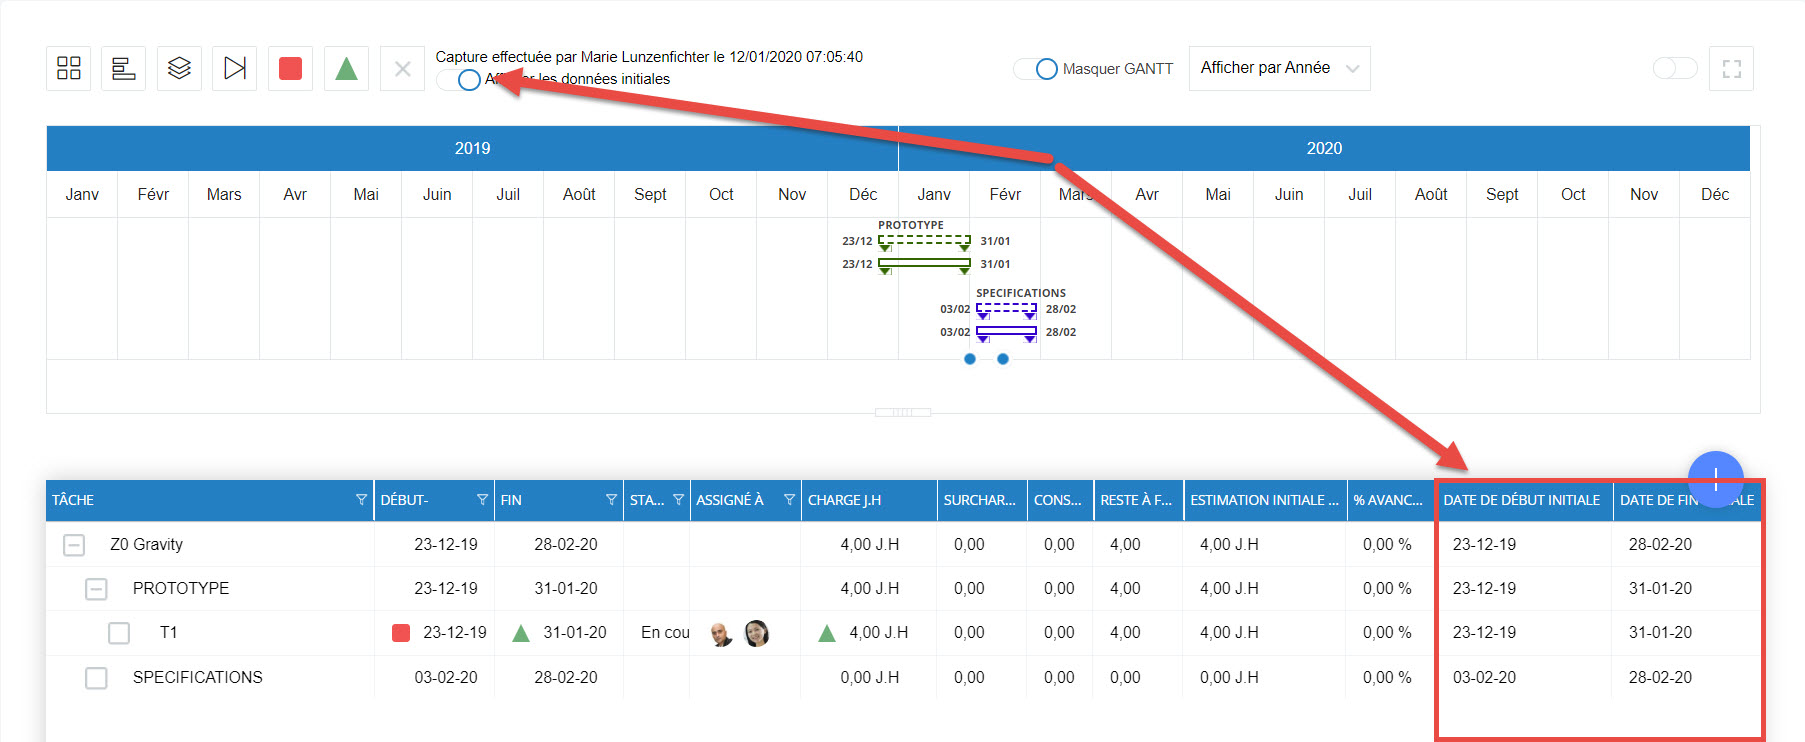 Capture effectuée par Marie Lunzenfichter le 12/01/2020 07:05:40
les données initiales
Masquer GANTT
Afficher par Année
2019 2020
Janv Févr Mars Avr Mai Juin Juil Août Sept Oct Nov Déc Janv Févr Mars Avr Mai Juin Juil Août Sept Oct Nov Déc
PROTOTYPE
23/12 31/01
23/12 31/01
SPECIFICATIONS
03/02 28/02
03/02 28/02
TÂCHE DÉBUT- FIN STA... ASSIGNÉ À CHARGE J.H SURCHAR... CONS... RESTE À F... ESTIMATION INITIALE ... % AVANC... DATE DE DÉBUT INITIALE DATE DE FIN
Z0 Gravity 23-12-19 28-02-20 4,00 J.H 0,00 0,00 4,00 4,00 J.H 0,00 % 23-12-19 28-02-20
PROTOTYPE 23-12-19 31-01-20 4,00 J.H 0,00 0,00 4,00 4,00 J.H 0,00 % 23-12-19 31-01-20
T1 23-12-19 31-01-20 En cou 4,00 J.H 0,00 0,00 4,00 4,00 J.H 0,00 % 23-12-19 31-01-20
SPECIFICATIONS 03-02-20 28-02-20 0,00 J.H 0,00 0,00 0,00 0,00 J.H 0,00 % 03-02-20 28-02-20